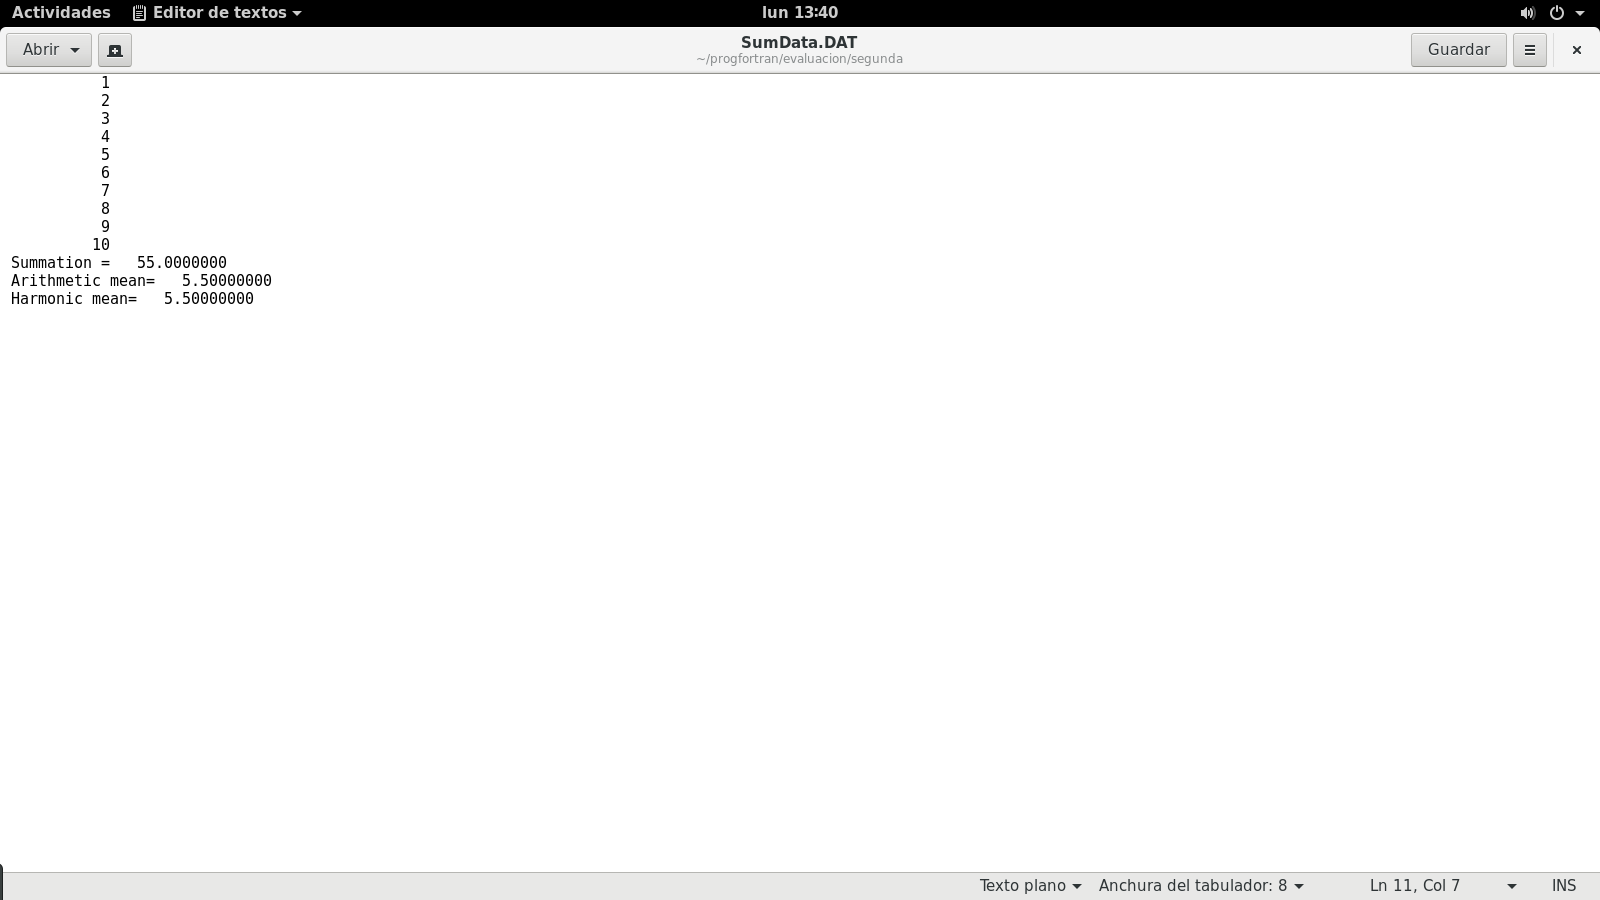 Actividades Editor de textos lun 13:40
Abrir SumData.DAT Guardar
~/progfortran/evaluacion/segunda
1
2
3
4
5
6
7
8
9
10
Summation = 55.0000000
Arithmetic mean= 5.50000000
Harmonic mean= 5.50000000
Texto plano Anchura del tabulador: 8 Ln 11, Col 7 INS